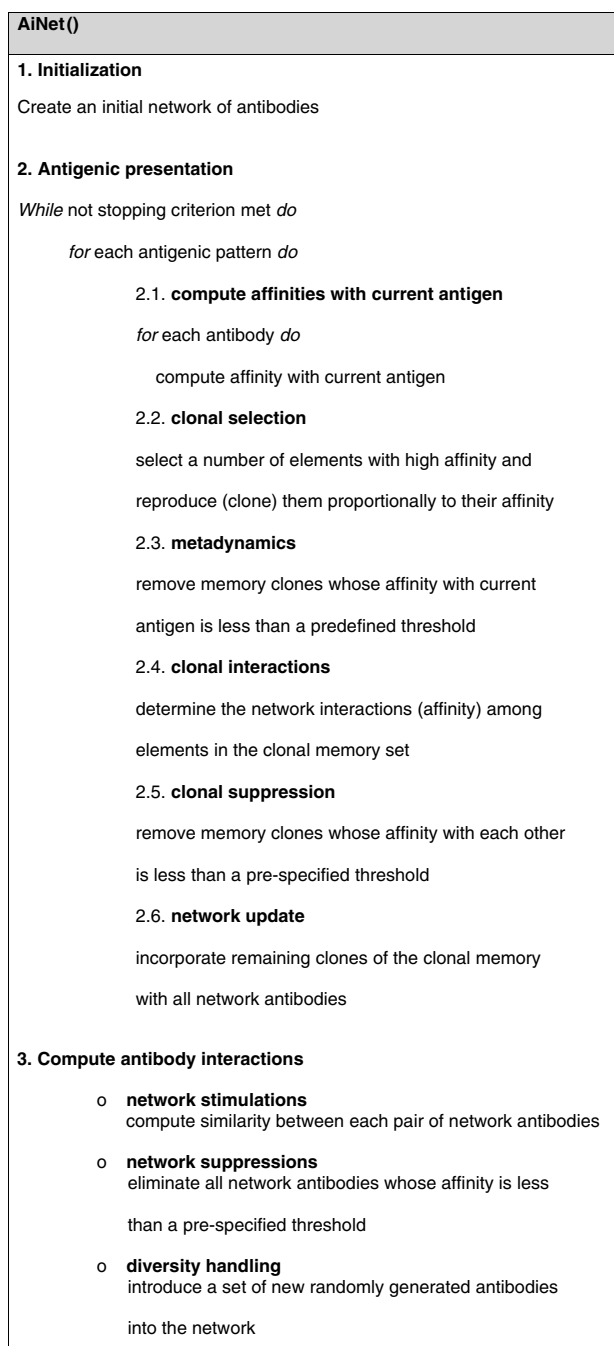 AiNet()
1. Initialization
Create an initial network of antibodies
2. Antigenic presentation
While not stopping criterion met do
for each antigenic pattern do
2.1. compute affinities with current antigen
for each antibody do
compute affinity with current antigen
2.2. clonal selection
select a number of elements with high affinity and
reproduce (clone) them proportionally to their affinity
2.3. metadynamics
remove memory clones whose affinity with current
antigen is less than a predefined threshold
2.4. clonal interactions
determine the network interactions (affinity) among
elements in the clonal memory set
2.5. clonal suppression
remove memory clones whose affinity with each other
is less than a pre-specified threshold
2.6. network update
incorporate remaining clones of the clonal memory
with all network antibodies
3. Compute antibody interactions
o network stimulations
compute similarity between each pair of network antibodies
o network suppressions
eliminate all network antibodies whose affinity is less
than a pre-specified threshold
o diversity handling
introduce a set of new randomly generated antibodies
into the network